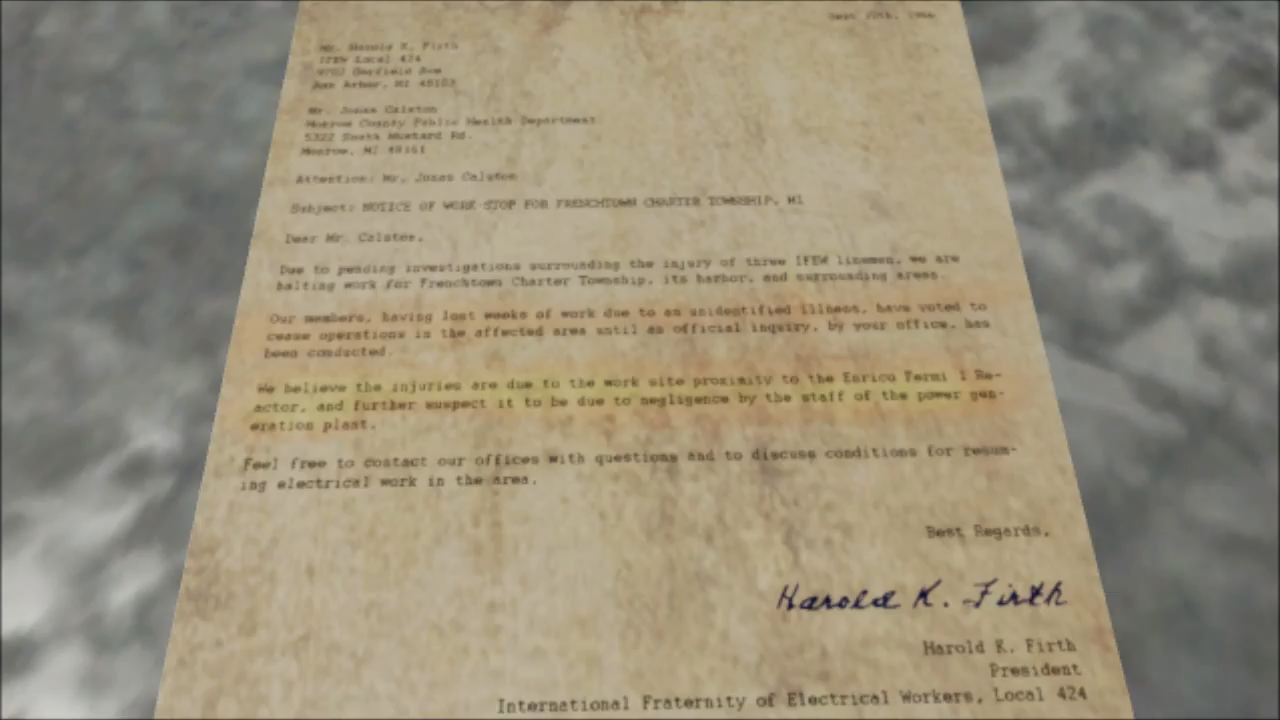 Mr. Harold K. Firth
IFEW Local 424
Ann Arbor, MI
Mr. Jonas Calston
Monroe County Public Health Department
5322 South Rd.
Monroe, MI 48161
Attention: Mr. Jonas Calston
Subject: NOTICE OF WORK-STOP FOR FRENCHTOWN CHARTER TOWNSHIP, MI
Dear Mr. Calston,
Due to pending investigations surrounding the injury of three IFEW linemen, we are
halting work for Frenchtown Charter Township, its harbor, and surrounding areas.
Our members, having lost weeks of work due to an unidentified illness, have voted to
cease operations in the affected area until an official inquiry, by your office, has
been conducted.
We believe the injuries are due to the work site proximity to the Enrico Fermi 1 Re-
actor, and further suspect it to be due to negligence by the staff of the power gen-
eration plant.
Feel free to contact our offices with questions and to discuss conditions for resum-
ing electrical work in the area.
Best Regards,
Harold K. Firth
Harold K. Firth
President
International Fraternity of Electrical Workers, Local 424